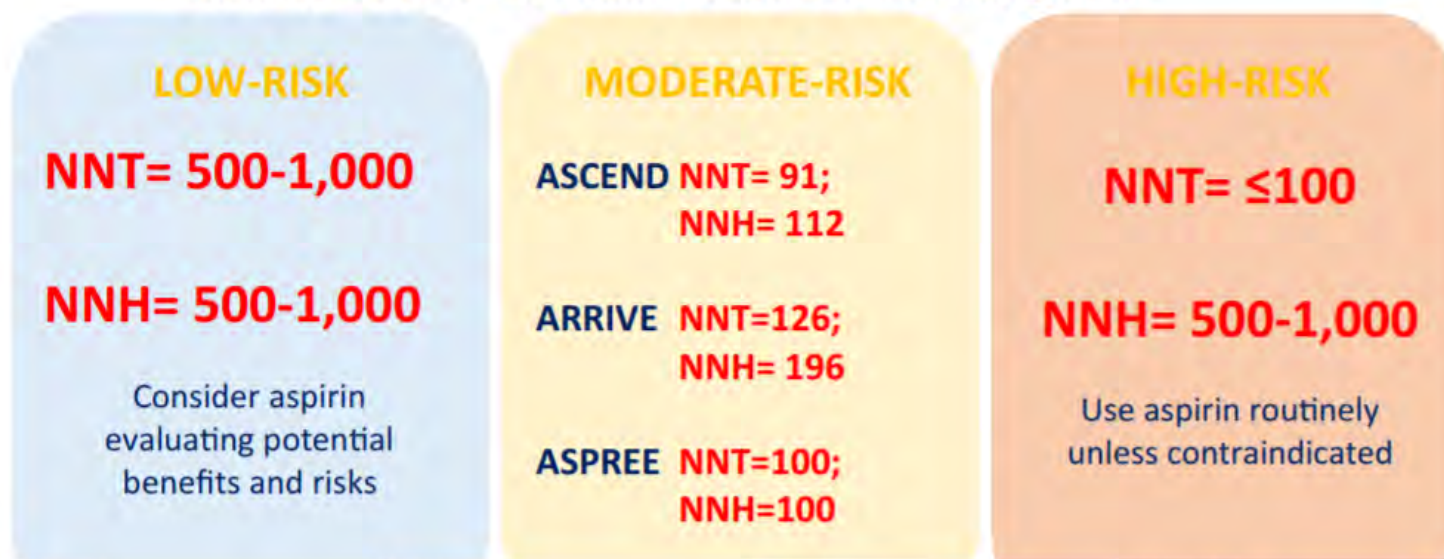 LOW-RISK
NNT= 500-1,000
NNH= 500-1,000
Consider aspirin
evaluating potential
benefits and risks
MODERATE-RISK
ASCEND NNT= 91;
NNH= 112
ARRIVE NNT=126;
NNH= 196
ASPREE NNT=100;
NNH=100
HIGH-RISK
NNT= ≤100
NNH= 500-1,000
Use aspirin routinely
unless contraindicated